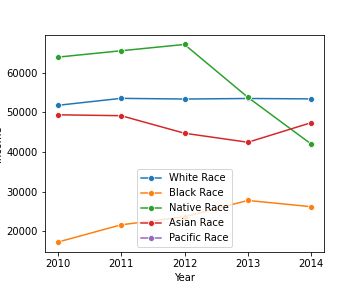 60000
50000
40000
30000
20000
White Race
Black Race
Native Race
Asian Race
Pacific Race
2010 2011 2012 2013 2014
Year